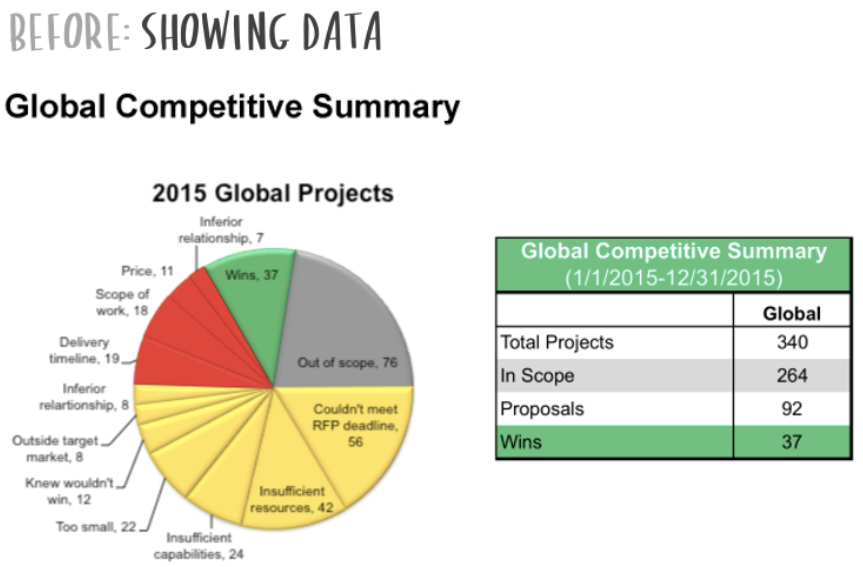 BEFORE: SHOWING DATA
Global Competitive Summary
2015 Global Projects
Inferior
relationship, 7
Price, 11
Scope of
work, 18
Delivery
timeline, 19
Inferior
relartionship, 8
Outside target
market, 8
Knew wouldn't
win, 12
Too small, 22
Insufficient
capabilities, 24
Wins, 37
Out of scope, 76
Couldn't meet
RFP deadline,
56
Insufficient
resources, 42
Global Competitive Summary
(1/1/2015-12/31/2015)
Global
Total Projects 340
In Scope 264
Proposals 92
Wins 37